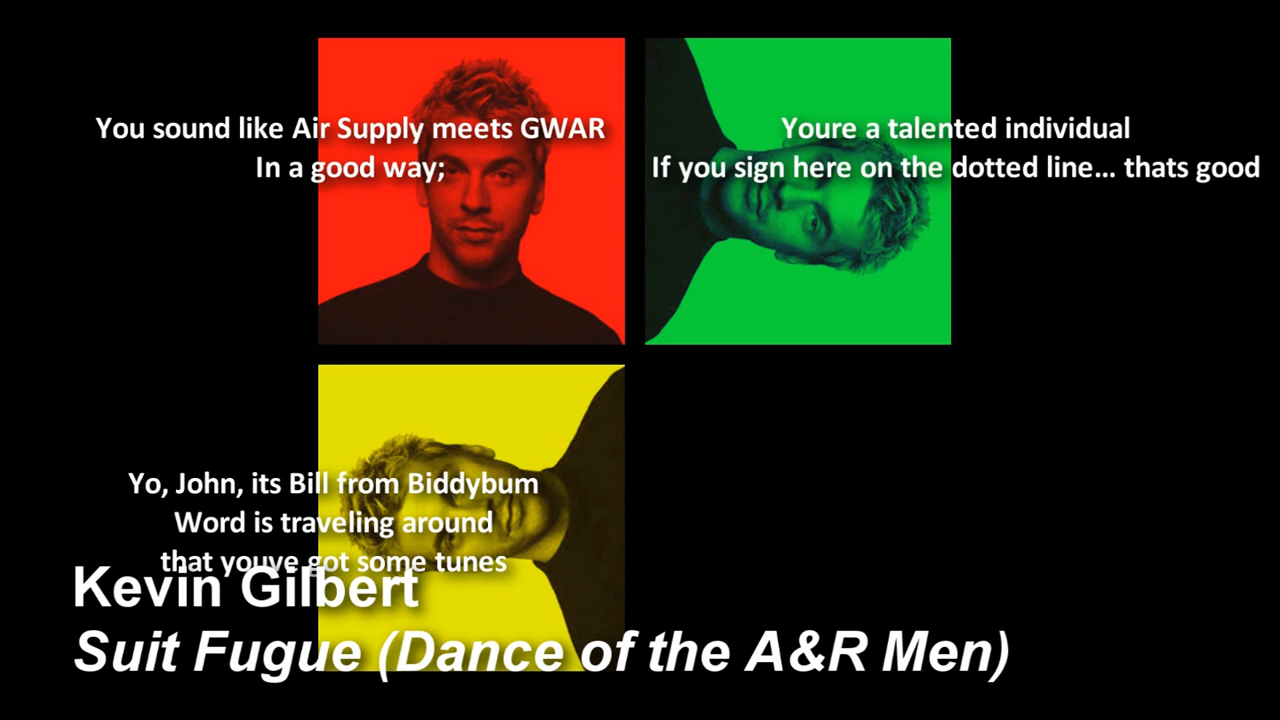 You sound like Air Supply meets GWAR
In a good way;
Youre a talented individual
If you sign here on the dotted line... thats good
Yo, John, its Bill from Biddybum
Word is traveling around
that youve got some tunes
Kevin Gilbert
Suit Fugue (Dance of the A&R Men)